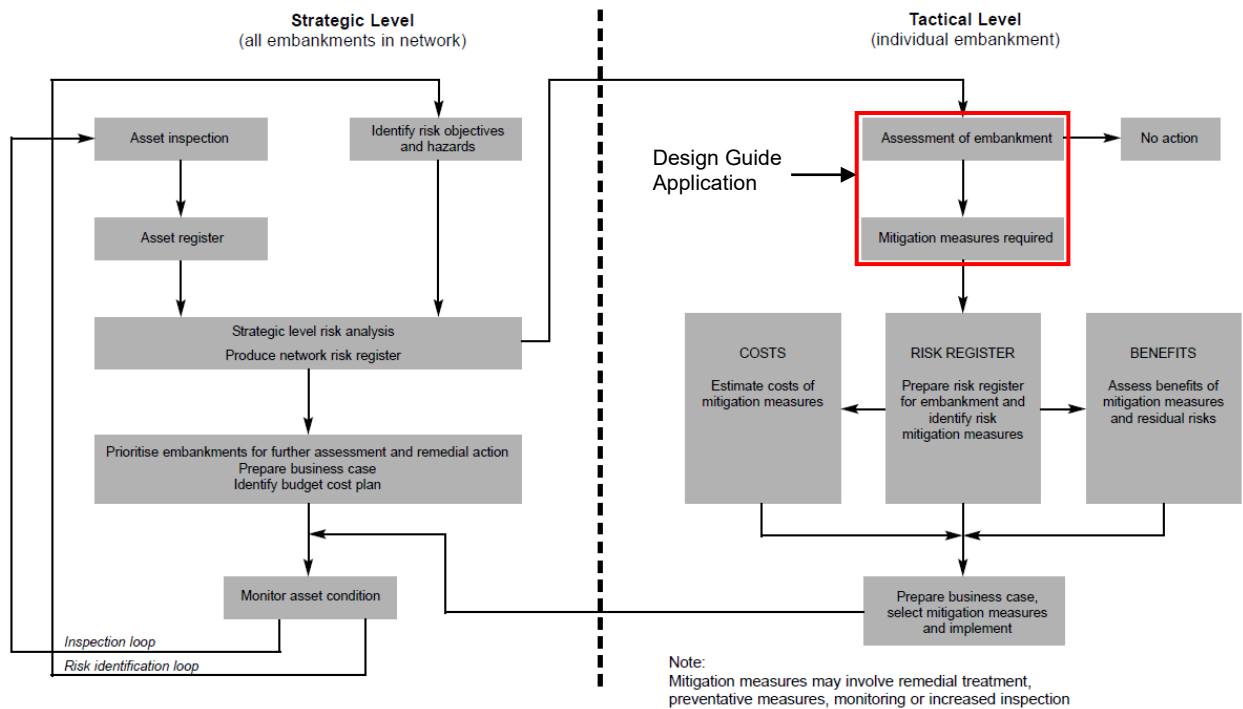 Strategic Level
(all embankments in network)
Asset inspection
Identify risk objectives
and hazards
Asset register
Strategic level risk analysis
Produce network risk register
Prioritise embankments for further assessment and remedial action
Prepare business case
Identify budget cost plan
Monitor asset condition
Inspection loop
Risk identification loop
Tactical Level
(individual embankment)
Assessment of embankment
No action
Design Guide
Application
Mitigation measures required
COSTS
Estimate costs of
mitigation measures
RISK REGISTER
Prepare risk register
for embankment and
identify risk
mitigation measures
BENEFITS
Assess benefits of
mitigation measures
and residual risks
Prepare business case,
select mitigation measures
and implement
Note:
Mitigation measures may involve remedial treatment,
preventative measures, monitoring or increased inspection